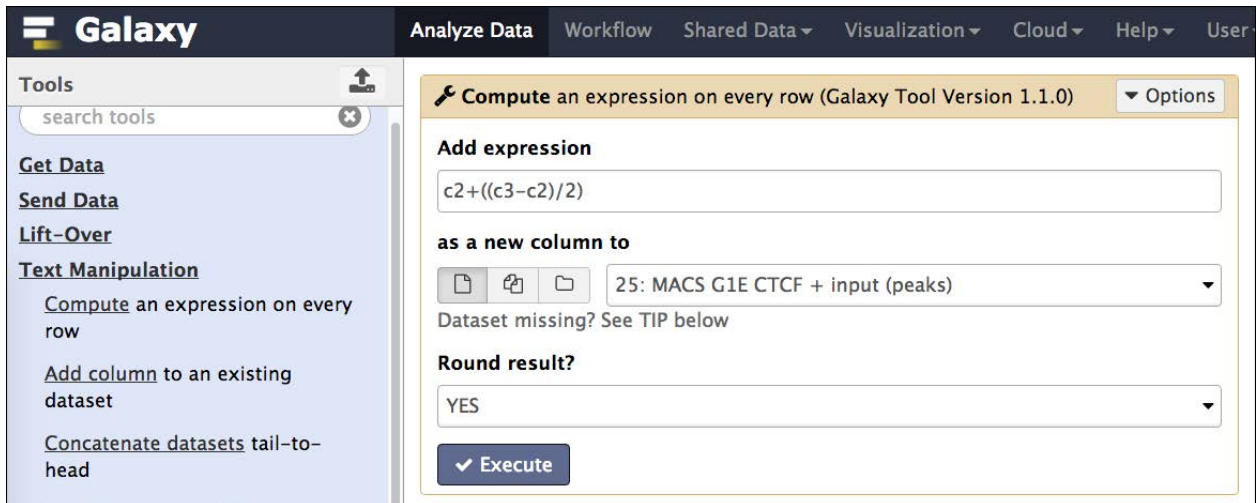 Galaxy
Analyze Data Workflow Shared Data Visualization Cloud Help User
Tools
search tools
Get Data
Send Data
Lift-Over
Text Manipulation
Compute an expression on every
row
Add column to an existing
dataset
Concatenate datasets tail-to-
head
Compute an expression on every row (Galaxy Tool Version 1.1.0) Options
Add expression
c2+((c3-c2)/2)
as a new column to
25: MACS G1E CTCF + input (peaks)
Dataset missing? See TIP below
Round result?
YES
Execute